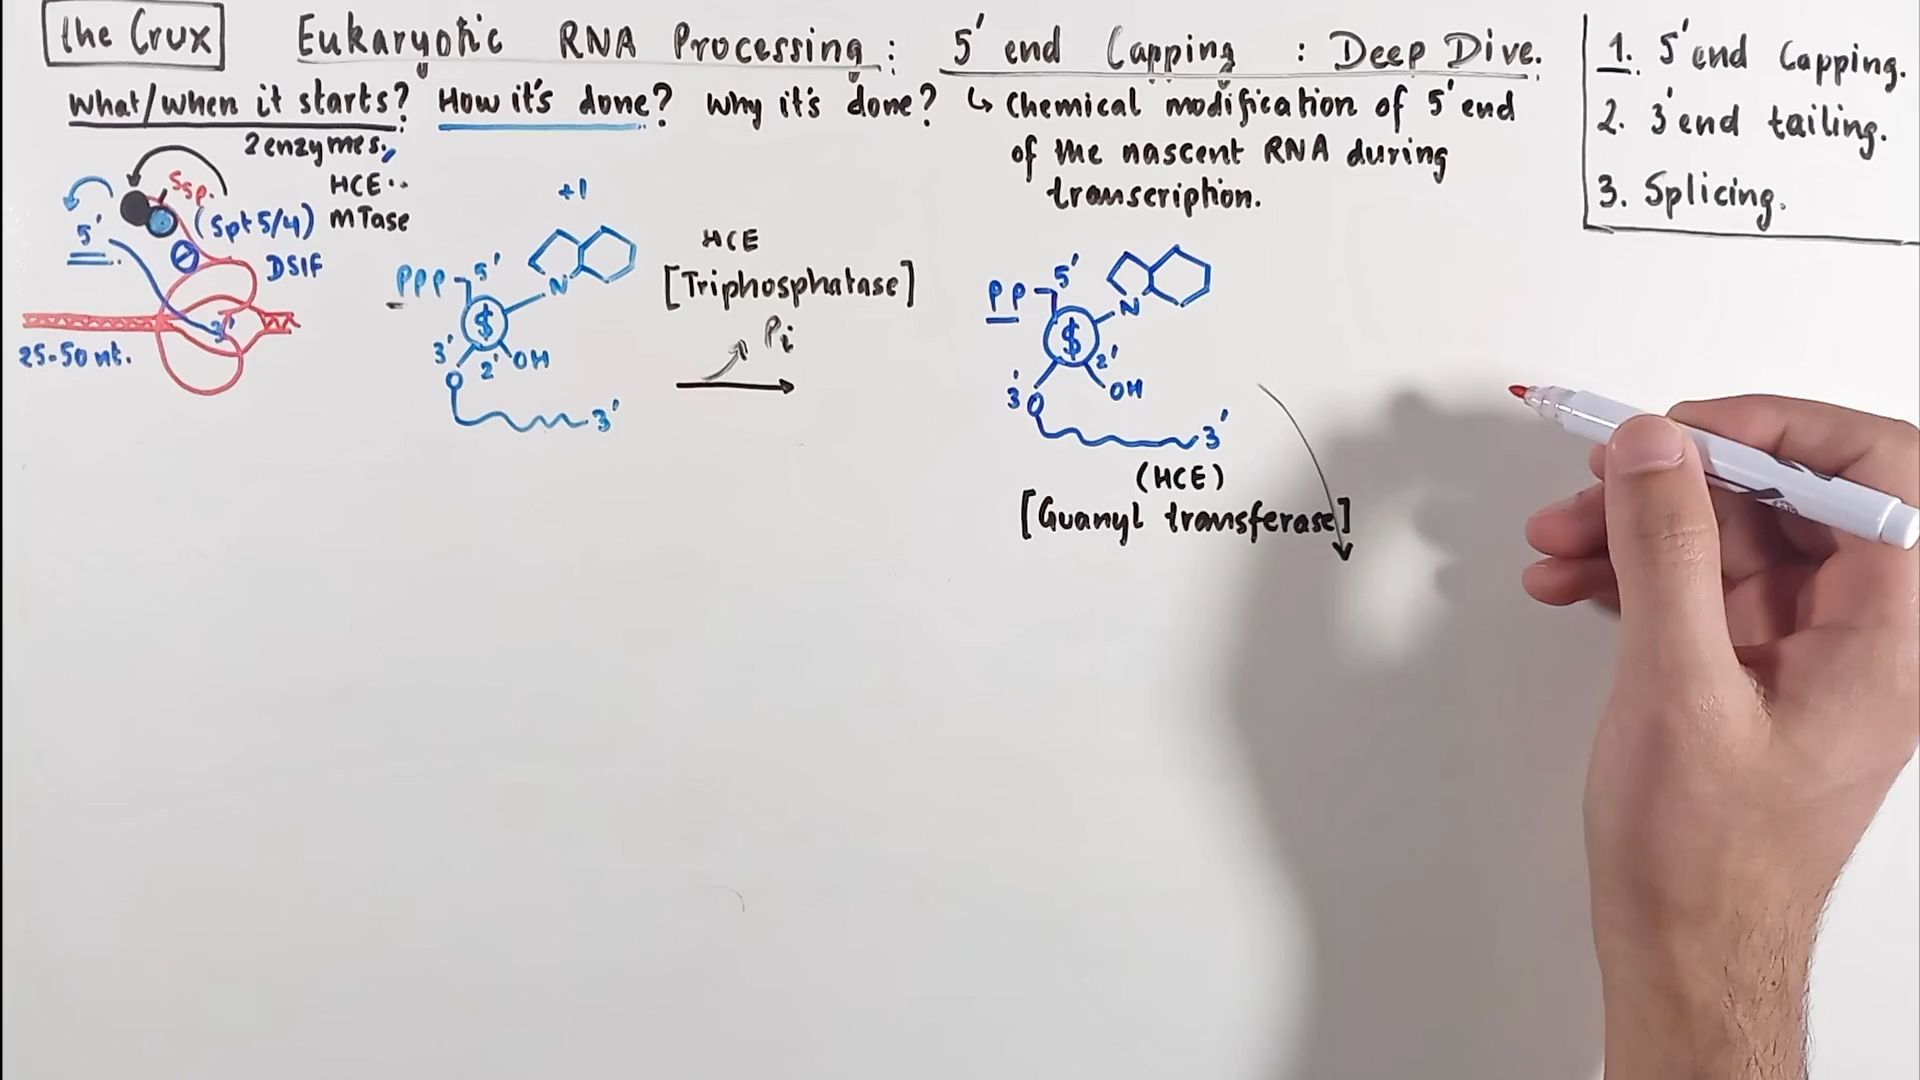 the Crux
Eukaryotic RNA Processing: 5' end Capping : Deep Dive.
What/when it starts? How it's done? why it's done? ↳ Chemical modification of 5' end
of the nascent RNA during
transcription.
1. 5' end Capping.
2. 3' end tailing.
3. Splicing.
2 enzymes.
HCE..
mTase
S5P.
(Spt 5/4)
DSIF
5'
3'
25-50 nt.
+1
PPP 5'
N
$
3' 2' OH
O
3'
HCE
[Triphosphatase]
Pi
PP 5'
N
$
2'
3' OH
O
3'
(HCE)
[Guanyl transferase]